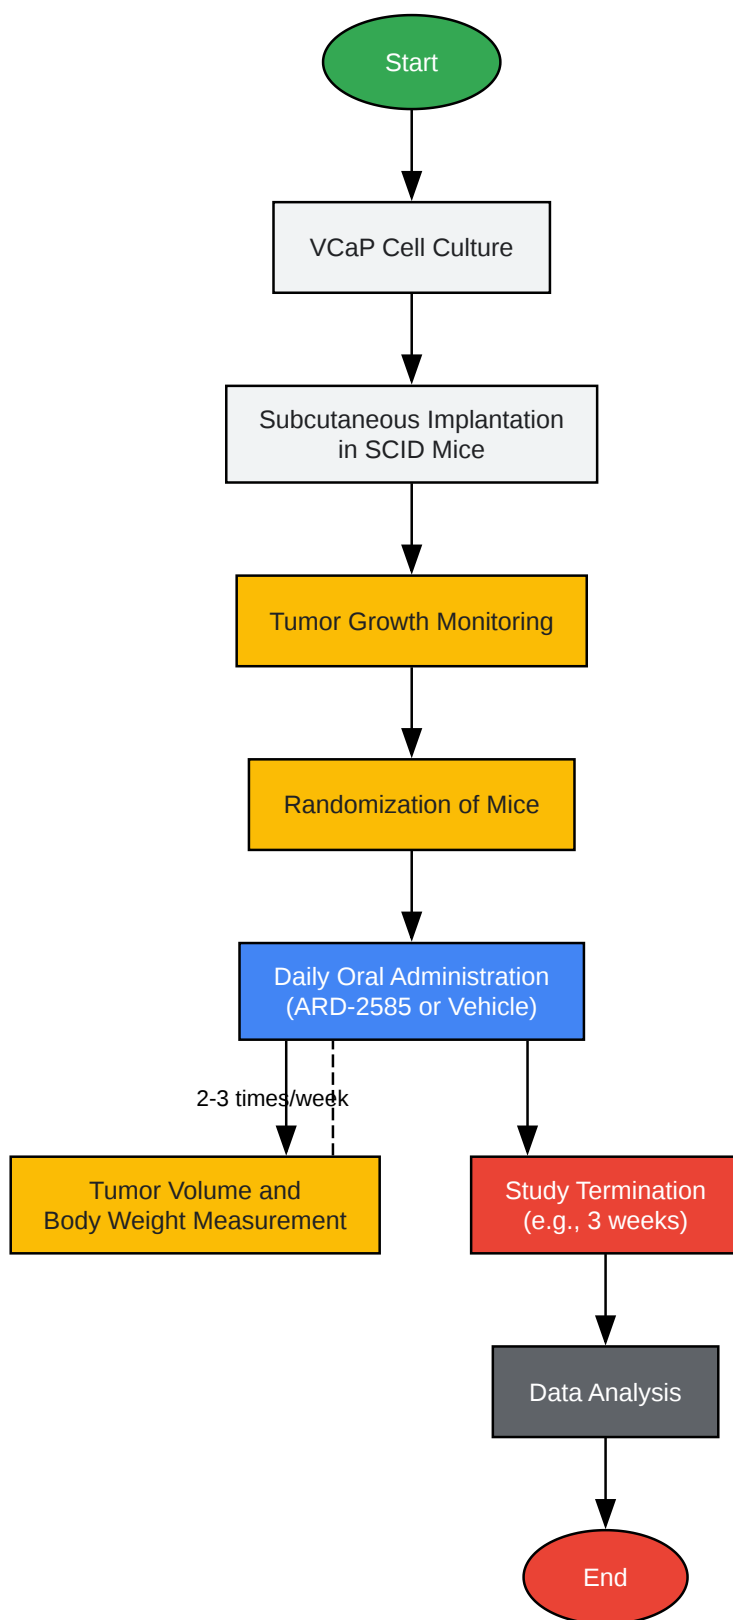 Start
VCaP Cell Culture
Subcutaneous Implantation
in SCID Mice
Tumor Growth Monitoring
Randomization of Mice
Daily Oral Administration
(ARD-2585 or Vehicle)
2-3 times/week
Tumor Volume and
Body Weight Measurement
Study Termination
(e.g., 3 weeks)
Data Analysis
End